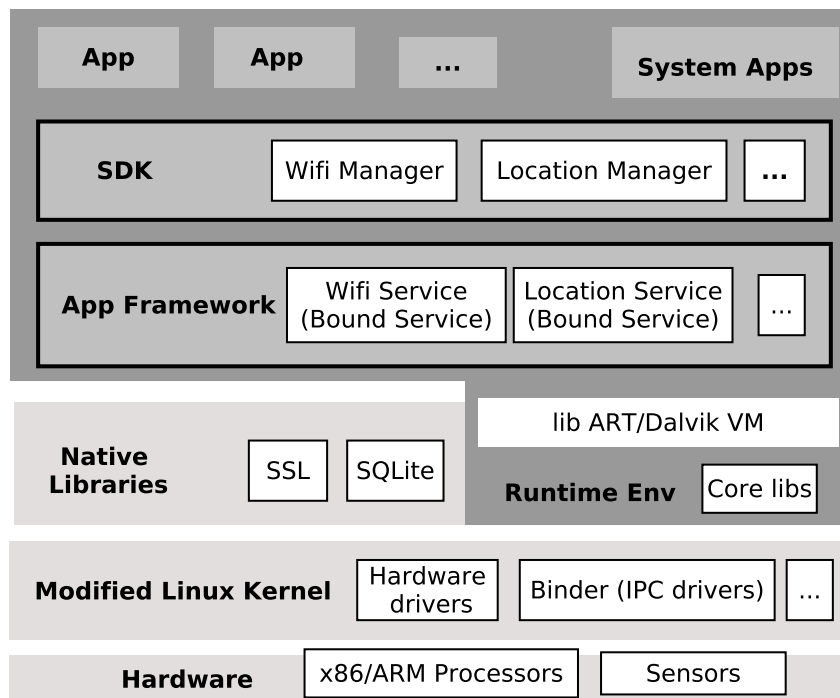 App
App
...
System Apps
SDK
Wifi Manager
Location Manager
...
App Framework
Wifi Service
(Bound Service)
Location Service
(Bound Service)
...
lib ART/Dalvik VM
Native
Libraries
SSL
SQLite
Runtime Env
Core libs
Modified Linux Kernel
Hardware
drivers
Binder (IPC drivers)
...
Hardware
x86/ARM Processors
Sensors